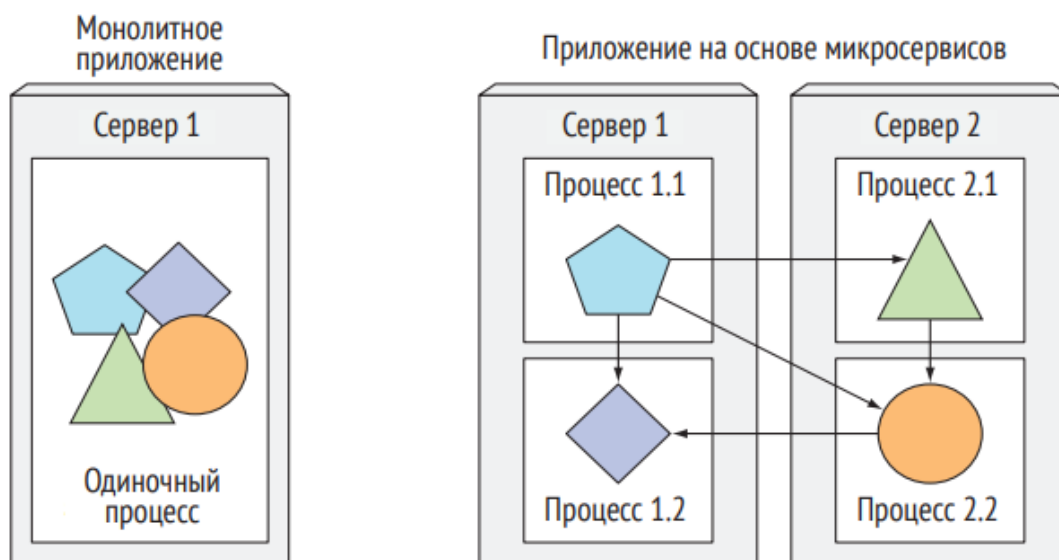 Монолитное
приложение
Сервер 1
Одиночный
процесс
Приложение на основе микросервисов
Сервер 1
Процесс 1.1
Процесс 1.2
Сервер 2
Процесс 2.1
Процесс 2.2